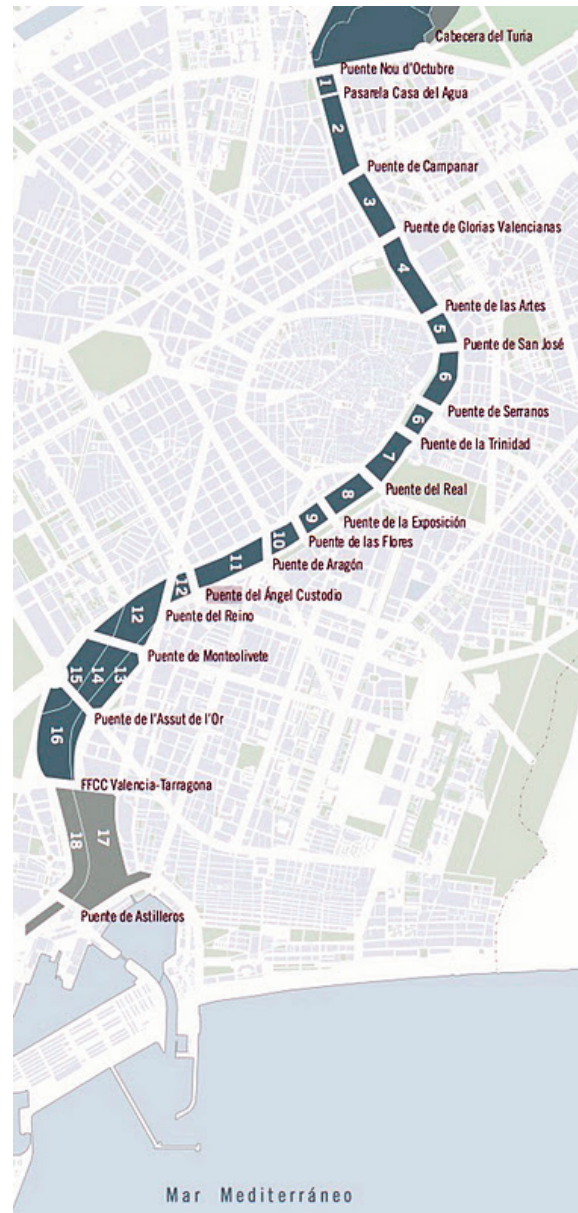 Cabecera del Turia
Puente Nou d'Octubre
1
Pasarela Casa del Agua
2
Puente de Campanar
3
Puente de Glorias Valencianas
4
Puente de las Artes
5
Puente de San José
6
Puente de Serranos
6
Puente de la Trinidad
7
Puente del Real
8
Puente de la Exposición
9
Puente de las Flores
10
Puente de Aragón
11
12
Puente del Ángel Custodio
12
Puente del Reino
Puente de Monteolivete
15
14
13
Puente de l'Assut de l'Or
16
FFCC Valencia-Tarragona
18
17
Puente de Astilleros
Mar Mediterráneo